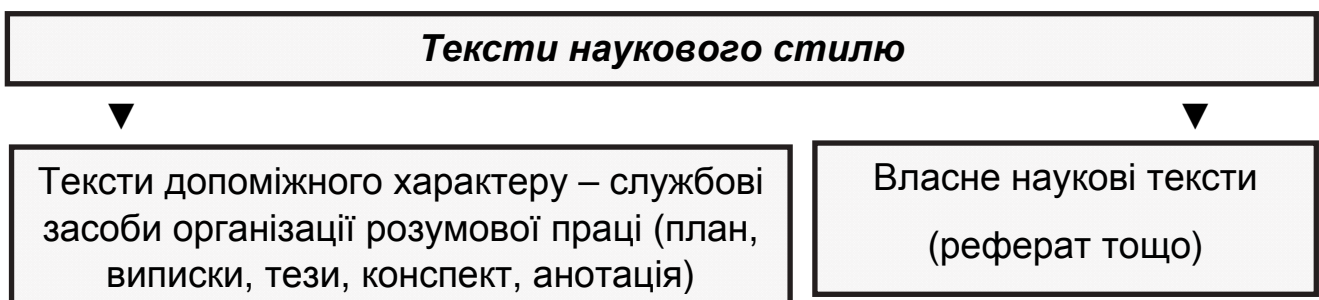 Тексти наукового стилю
Тексти допоміжного характеру – службові
засоби організації розумової праці (план,
виписки, тези, конспект, анотація)
Власне наукові тексти
(реферат тощо)